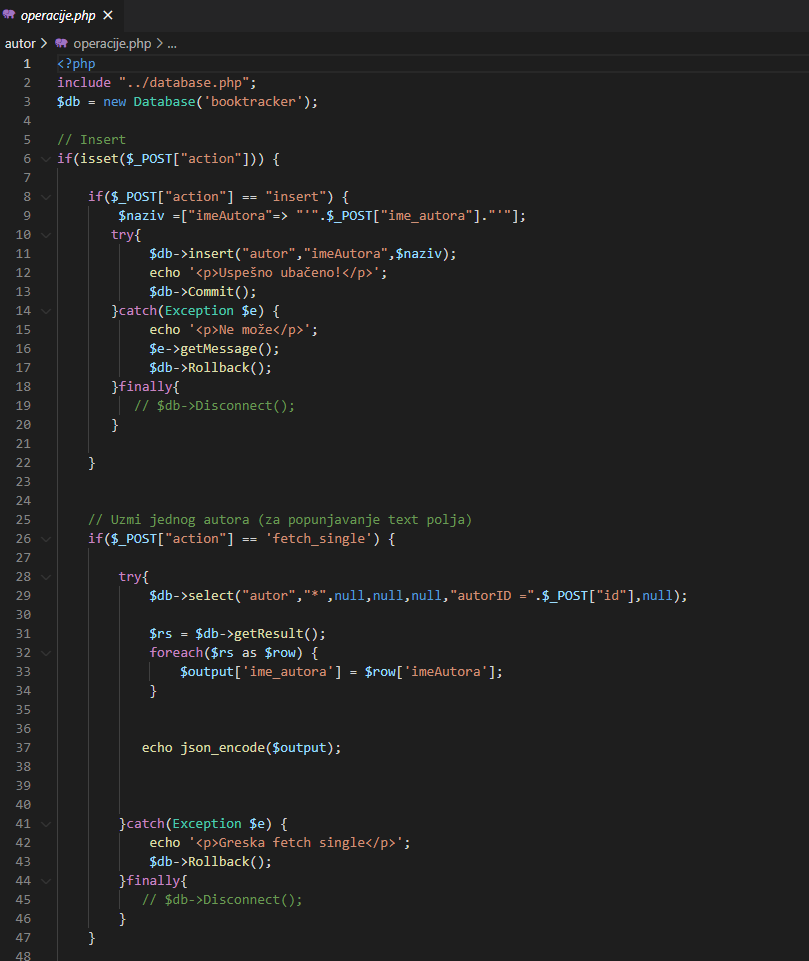 operacije.php ×
autor > operacije.php > ...
1 <?php
2 include "../database.php";
3 $db = new Database('booktracker');
4
5 // Insert
6 if(isset($_POST["action"])) {
7
8 if($_POST["action"] == "insert") {
9 $naziv =["imeAutora"=> "'".$_POST["ime_autora"]."'"];
10 try{
11 $db->insert("autor","imeAutora",$naziv);
12 echo '<p>Uspešno ubačeno!</p>';
13 $db->Commit();
14 }catch(Exception $e) {
15 echo '<p>Ne može</p>';
16 $e->getMessage();
17 $db->Rollback();
18 }finally{
19 // $db->Disconnect();
20 }
21
22 }
23
24
25 // Uzmi jednog autora (za popunjavanje text polja)
26 if($_POST["action"] == 'fetch_single') {
27
28 try{
29 $db->select("autor","*",null,null,null,"autorID =".$_POST["id"],null);
30
31 $rs = $db->getResult();
32 foreach($rs as $row) {
33 $output['ime_autora'] = $row['imeAutora'];
34 }
35
36
37 echo json_encode($output);
38
39
40
41 }catch(Exception $e) {
42 echo '<p>Greska fetch single</p>';
43 $db->Rollback();
44 }finally{
45 // $db->Disconnect();
46 }
47 }
48